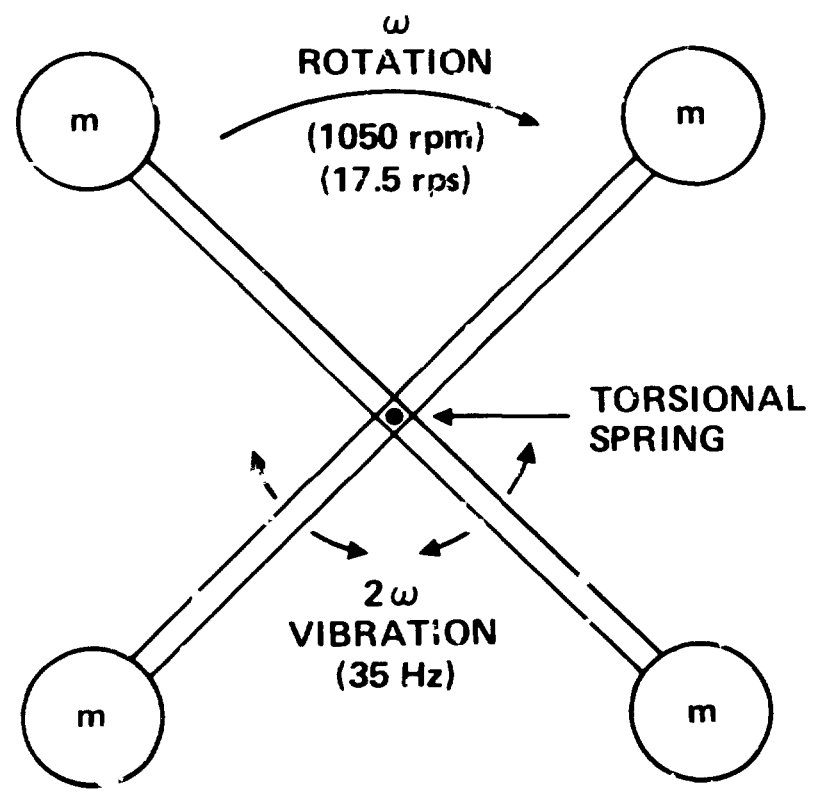 ω
ROTATION
m
m
(1050 rpm)
(17.5 rps)
TORSIONAL
SPRING
2ω
VIBRATION
(35 Hz)
m
m